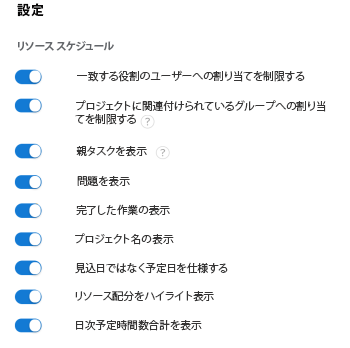 設定
リソース スケジュール
一致する役割のユーザーへの割り当てを制限する
プロジェクトに関連付けられているグループへの割り当
てを制限する ?
親タスクを表示 ?
問題を表示
完了した作業の表示
プロジェクト名の表示
見込日ではなく予定日を仕様する
リソース配分をハイライト表示
日次予定時間数合計を表示